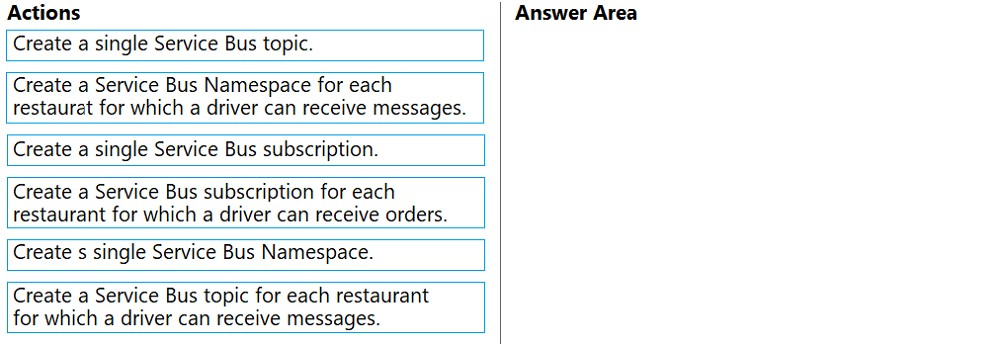 Actions
Answer Area
Create a single Service Bus topic.
Create a Service Bus Namespace for each
restaurat for which a driver can receive messages.
Create a single Service Bus subscription.
Create a Service Bus subscription for each
restaurant for which a driver can receive orders.
Create s single Service Bus Namespace.
Create a Service Bus topic for each restaurant
for which a driver can receive messages.